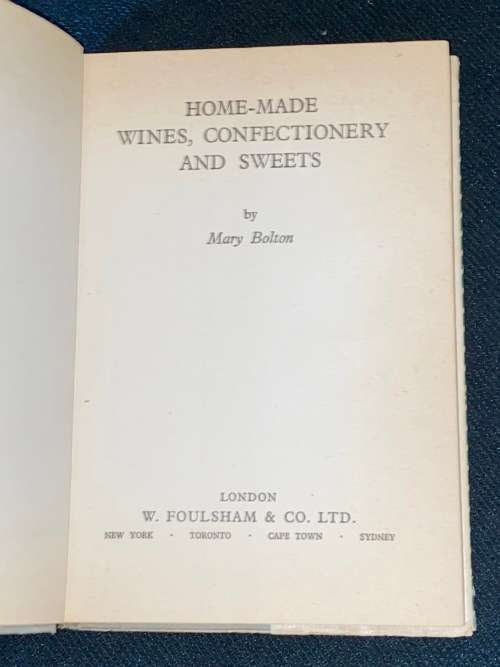 HOME-MADE
WINES, CONFECTIONERY
AND SWEETS
by
Mary Bolton
LONDON
W. FOULSHAM & CO. LTD.
NEW YORK · TORONTO · CAPE TOWN · SYDNEY